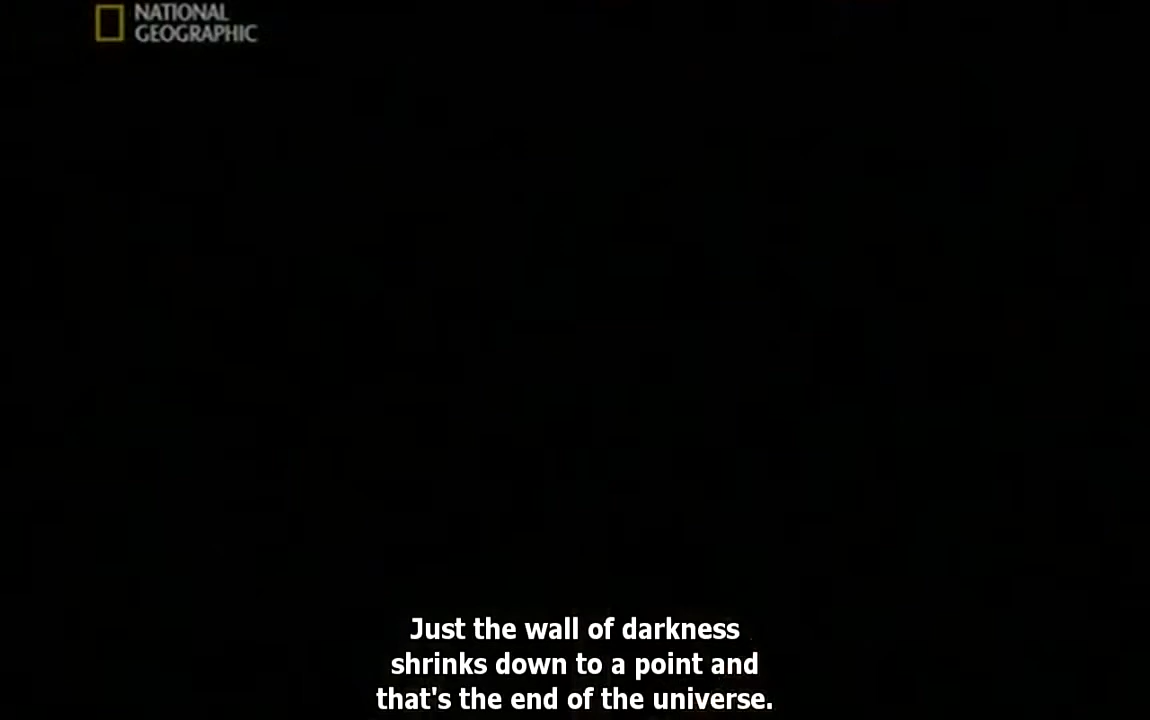 NATIONAL
GEOGRAPHIC
Just the wall of darkness
shrinks down to a point and
that's the end of the universe.